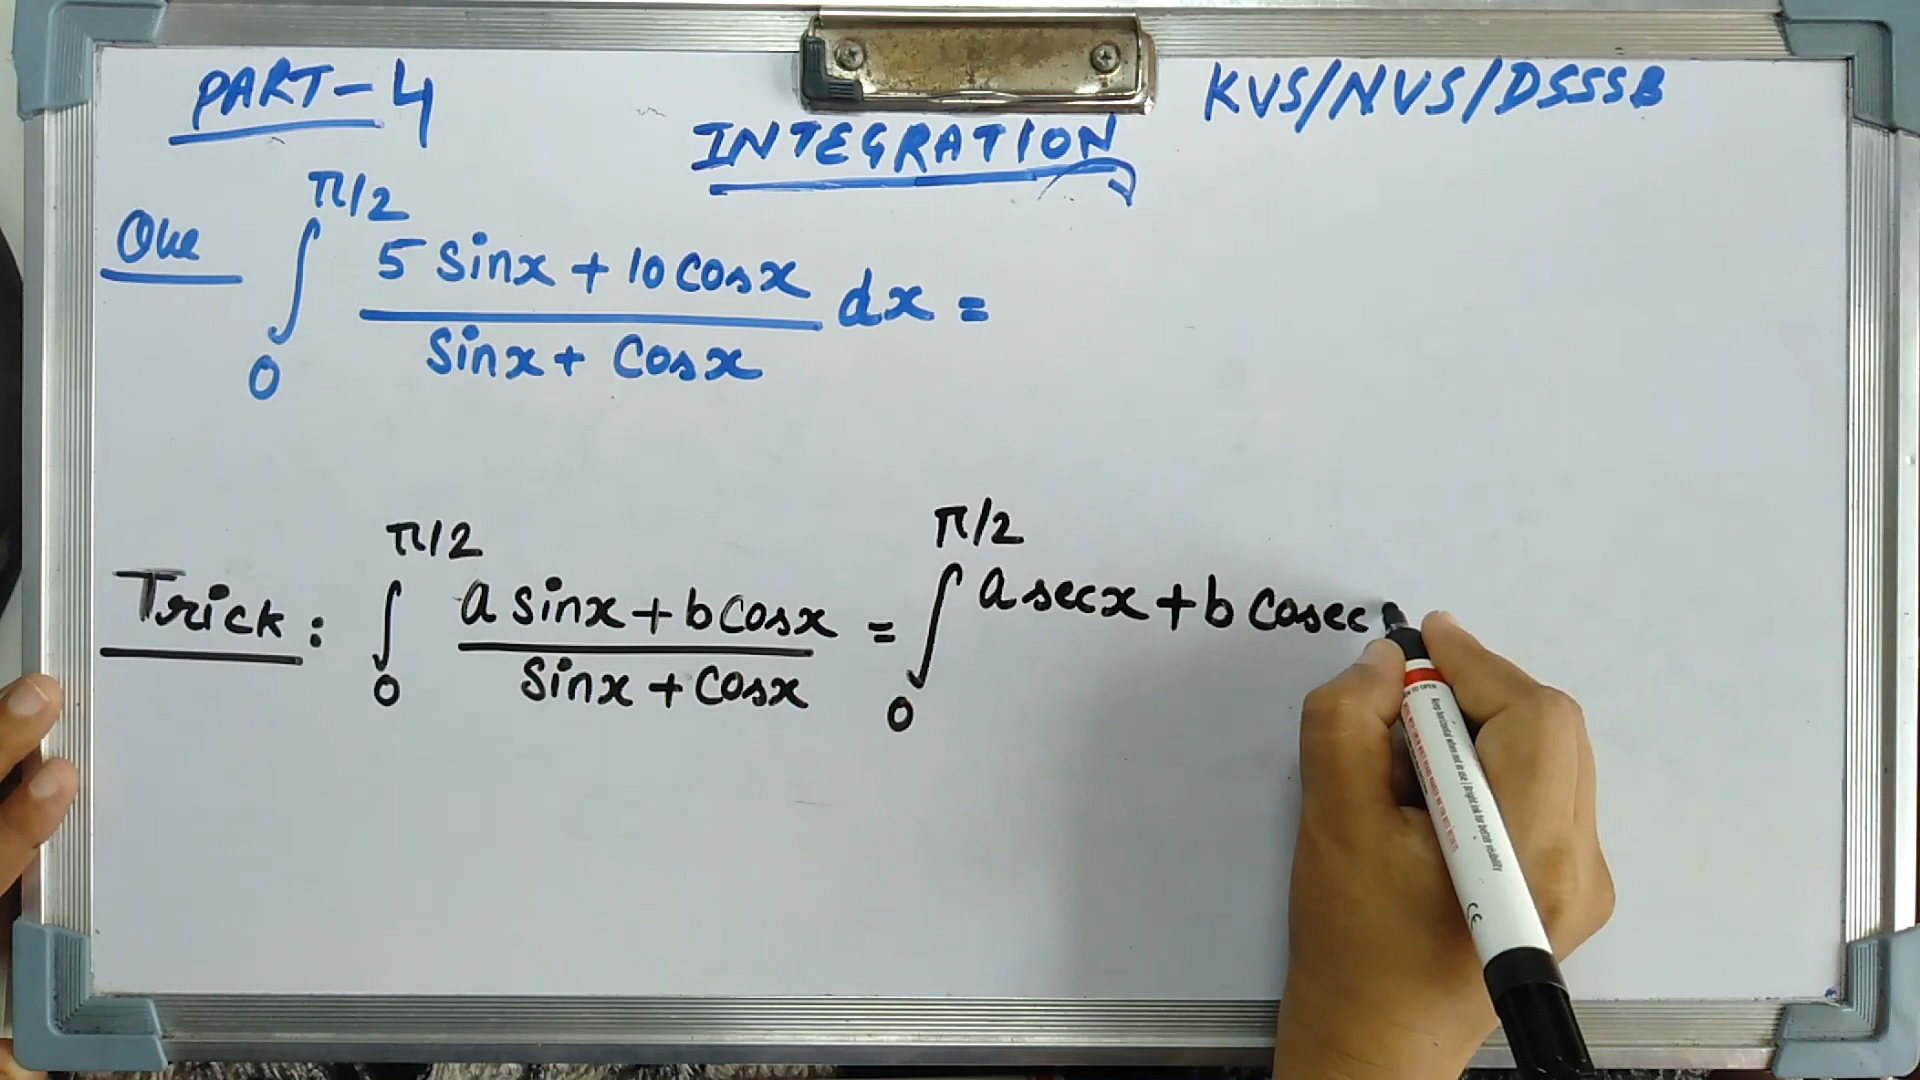 PART-4
KVS/NVS/DSSSB
INTEGRATION
Que ∫₀^π/2 (5 sinx + 10 cosx)/(sinx + cosx) dx =
Trick: ∫₀^π/2 (a sinx + b cosx)/(sinx + cosx) = ∫₀^π/2 a secx + b cosec